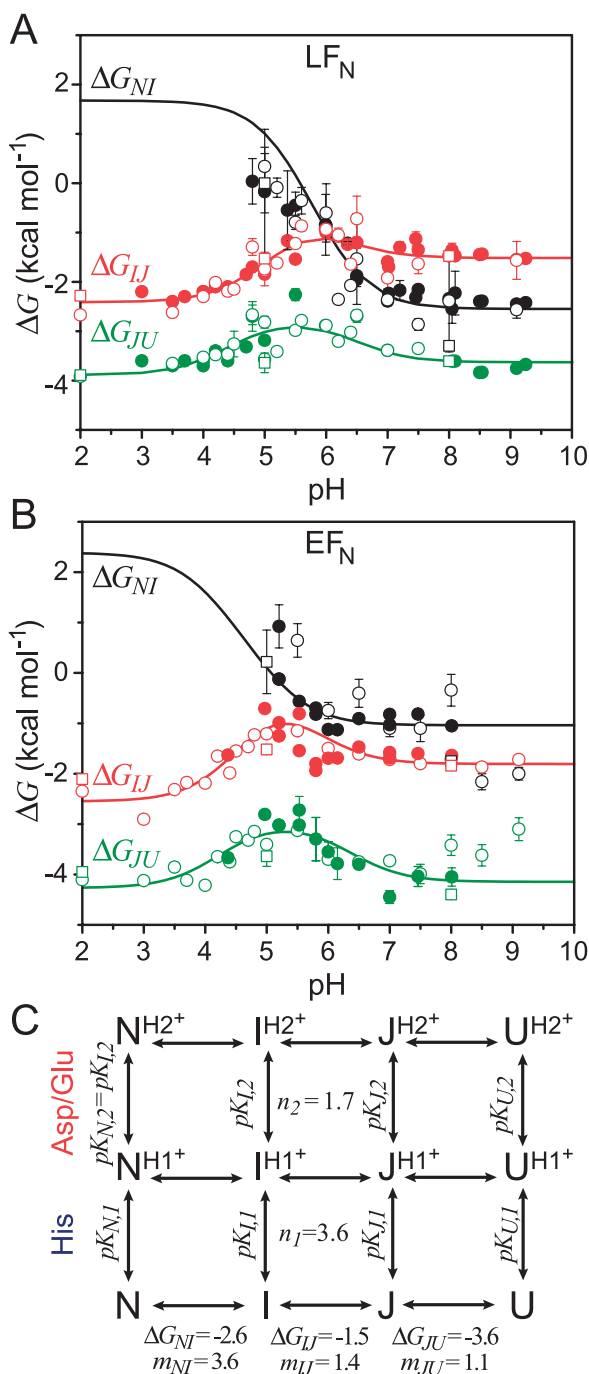 A
LF_N
ΔG_NI
ΔG_IJ
ΔG_JU
ΔG (kcal mol⁻¹)
2
0
-2
-4
2 3 4 5 6 7 8 9 10
pH
B
EF_N
ΔG_NI
ΔG_IJ
ΔG_JU
ΔG (kcal mol⁻¹)
2
0
-2
-4
2 3 4 5 6 7 8 9 10
pH
C
N^H2+ I^H2+ J^H2+ U^H2+
Asp/Glu
pK_N,2=pK_I,2
pK_I,2
n_2=1.7
pK_J,2
pK_U,2
N^H1+ I^H1+ J^H1+ U^H1+
His
pK_N,1
pK_I,1
n_1=3.6
pK_J,1
pK_U,1
N I J U
ΔG_NI=-2.6 ΔG_IJ=-1.5 ΔG_JU=-3.6
m_NI=3.6 m_IJ=1.4 m_JU=1.1